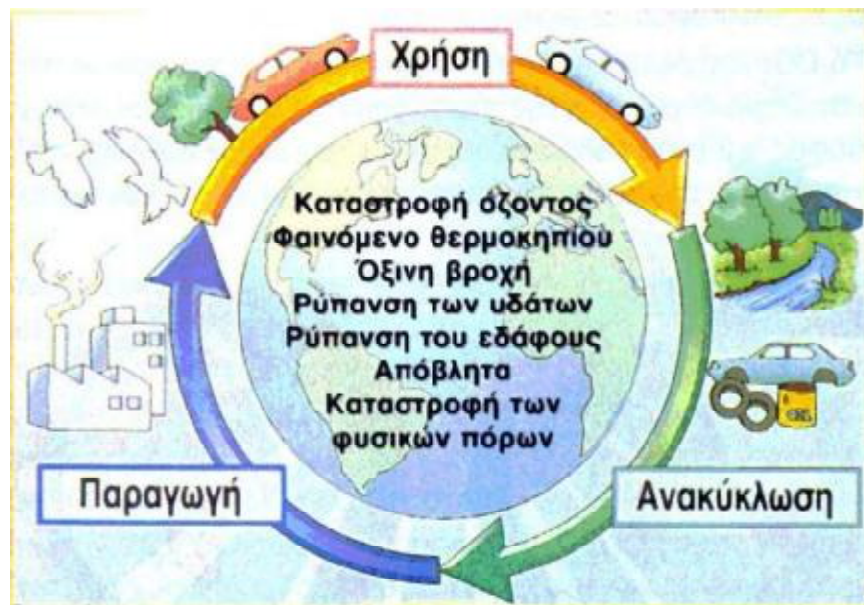 Χρήση
Καταστροφή όζοντος
Φαινόμενο θερμοκηπίου
Όξινη βροχή
Ρύπανση των υδάτων
Ρύπανση του εδάφους
Απόβλητα
Καταστροφή των
φυσικών πόρων
Παραγωγή
Ανακύκλωση